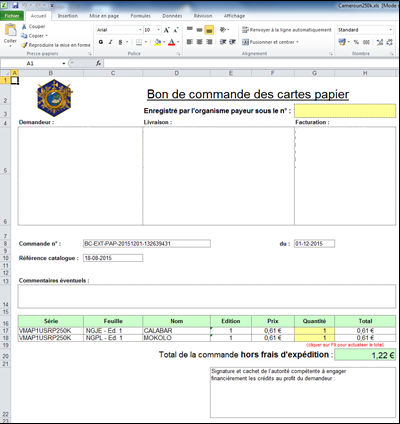 Cameroun250k.xls [Mode
Accueil Insertion Mise en page Formules Données Révision Affichage
Couper
Copier
Reproduire la mise en forme
Coller
Arial 10
Renvoyer à la ligne automatiquement
Fusionner et centrer
Presse-papiers Police Alignement
A1 fx
A B C D E F G H
Bon de commande des cartes papier
Enregistré par l'organisme payeur sous le n° :
Demandeur : Livraison : Facturation :
Commande n° : BC-EXT-PAP-20151201-132639431 du : 01-12-2015
Référence catalogue : 18-08-2015
Commentaires éventuels :
Série Feuille Nom Edition Prix Quantité Total
VMAP1USRP250K NGJE - Ed. 1 CALABAR 1 0,61 € 1 0,61 €
VMAP1USRP250K NGPL - Ed. 1 MOKOLO 1 0,61 € 1 0,61 €
(cliquer sur F9 pour actualiser le total)
Total de la commande hors frais d'expédition : 1,22 €
Signature et cachet de l'autorité compétente à engager
financièrement les crédits au profit du demandeur :